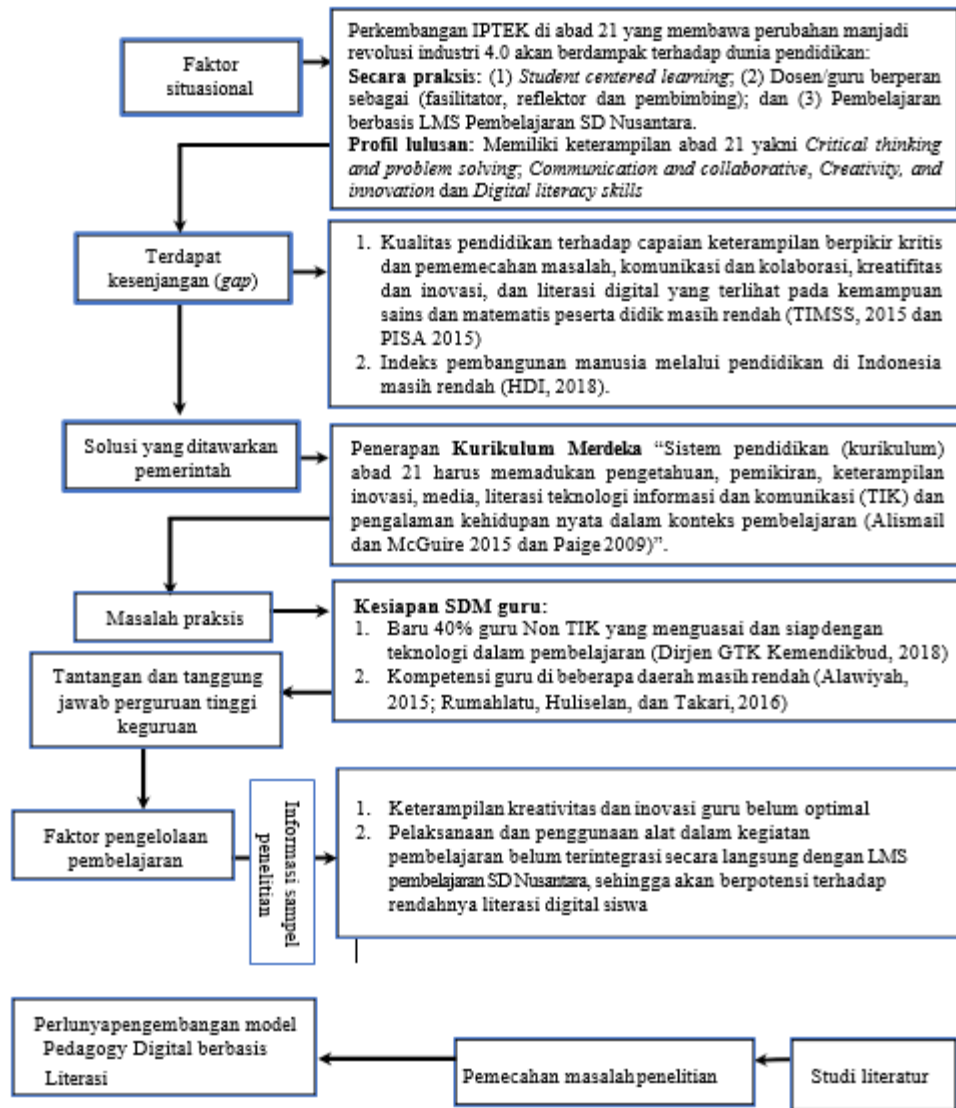 Faktor
situasional
Perkembangan IPTEK di abad 21 yang membawa perubahan manjadi
revolusi industri 4.0 akan berdampak terhadap dunia pendidikan:
Secara praksis: (1) Student centered learning; (2) Dosen/guru berperan
sebagai (fasilitator, reflektor dan pembimbing); dan (3) Pembelajaran
berbasis LMS Pembelajaran SD Nusantara.
Profil lulusan: Memiliki keterampilan abad 21 yakni Critical thinking
and problem solving; Communication and collaborative, Creativity, and
innovation dan Digital literacy skills
Terdapat
kesenjangan (gap)
1. Kualitas pendidikan terhadap capaian keterampilan berpikir kritis
dan pememecahan masalah, komunikasi dan kolaborasi, kreatifitas
dan inovasi, dan literasi digital yang terlihat pada kemampuan
sains dan matematis peserta didik masih rendah (TIMSS, 2015 dan
PISA 2015)
2. Indeks pembangunan manusia melalui pendidikan di Indonesia
masih rendah (HDI, 2018).
Solusi yang ditawarkan
pemerintah
Penerapan Kurikulum Merdeka “Sistem pendidikan (kurikulum)
abad 21 harus memadukan pengetahuan, pemikiran, keterampilan
inovasi, media, literasi teknologi informasi dan komunikasi (TIK) dan
pengalaman kehidupan nyata dalam konteks pembelajaran (Alismail
dan McGuire 2015 dan Paige 2009)”.
Masalah praksis
Kesiapan SDM guru:
1. Baru 40% guru Non TIK yang menguasai dan siapdengan
teknologi dalam pembelajaran (Dirjen GTK Kemendikbud, 2018)
2. Kompetensi guru di beberapa daerah masih rendah (Alawiyah,
2015; Rumahlatu, Huliselan, dan Takari, 2016)
Tantangan dan tanggung
jawab perguruan tinggi
keguruan
Faktor pengelolaan
pembelajaran
Informasi sampel
penelitian
1. Keterampilan kreativitas dan inovasi guru belum optimal
2. Pelaksanaan dan penggunaan alat dalam kegiatan
pembelajaran belum terintegrasi secara langsung dengan LMS
pembelajaran SD Nusantara, sehingga akan berpotensi terhadap
rendahnya literasi digital siswa
Perlunyapengembangan model
Pedagogy Digital berbasis
Literasi
Pemecahan masalahpenelitian
Studi literatur